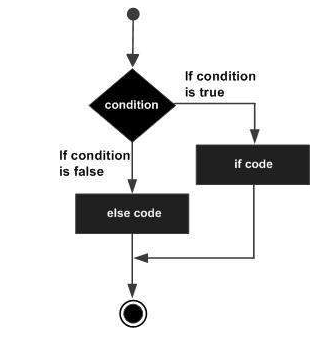 If condition
is true
condition
If condition
is false
if code
else code